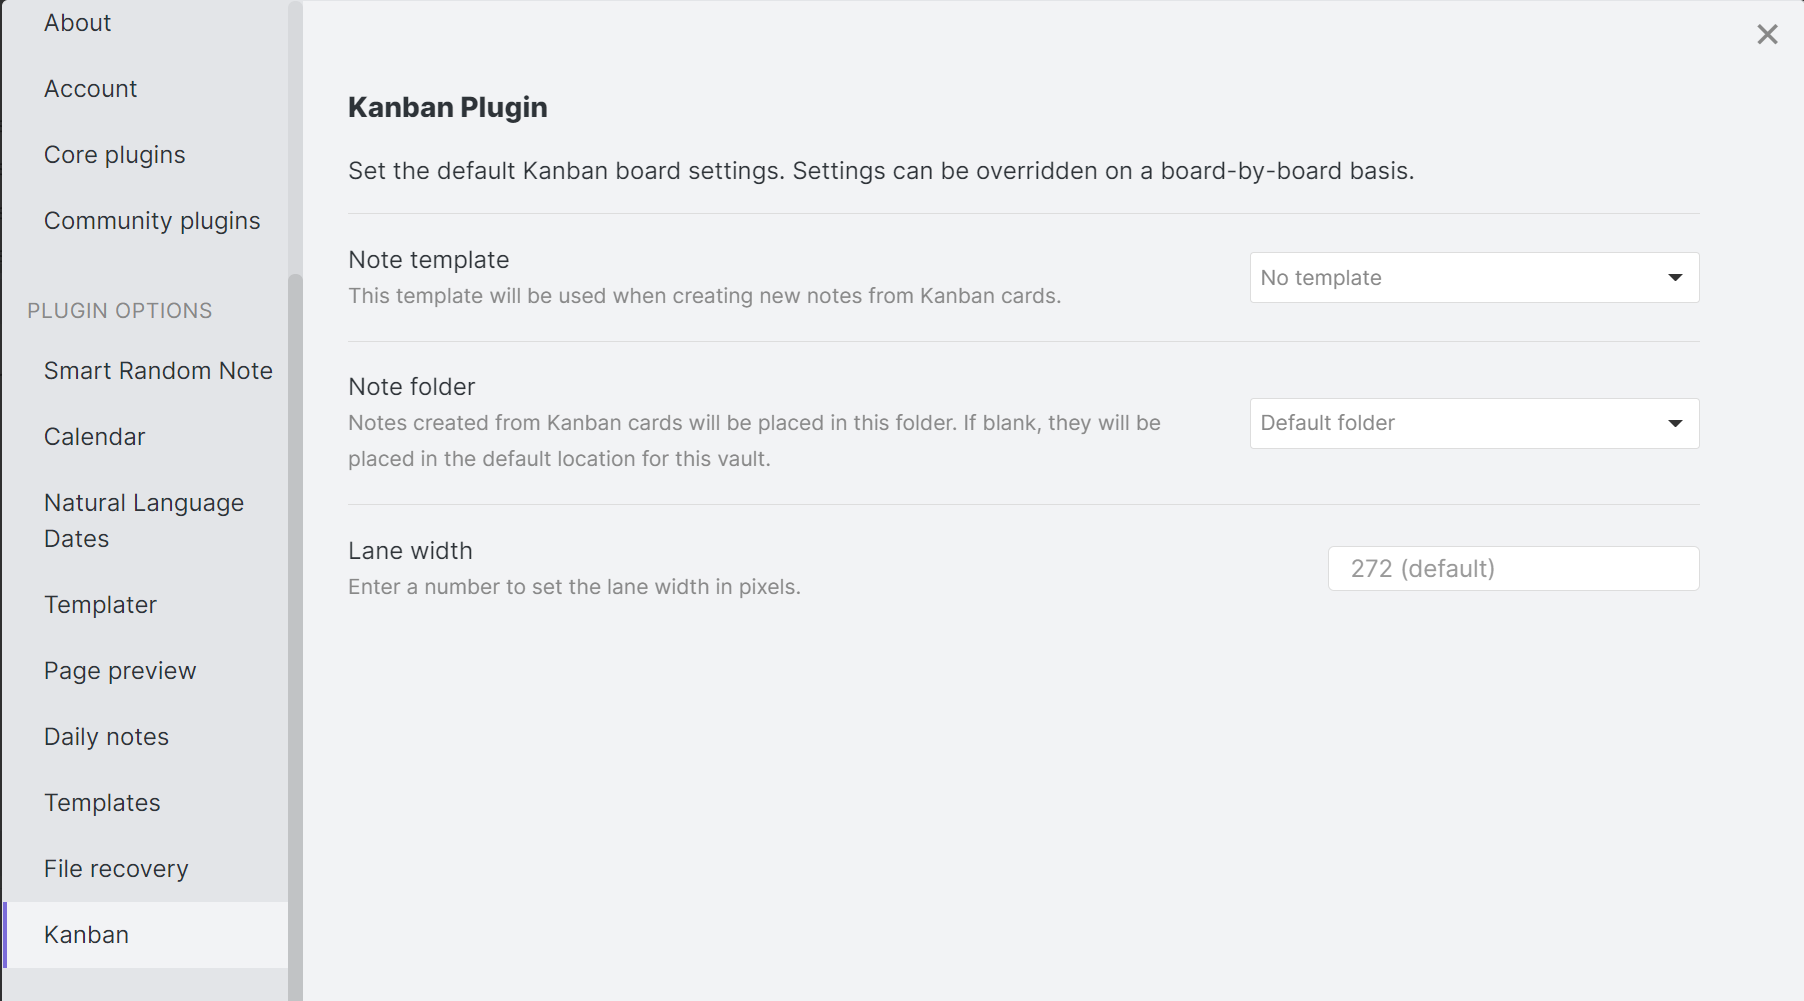 About
Account
Core plugins
Community plugins
PLUGIN OPTIONS
Smart Random Note
Calendar
Natural Language
Dates
Templater
Page preview
Daily notes
Templates
File recovery
Kanban
Kanban Plugin
Set the default Kanban board settings. Settings can be overridden on a board-by-board basis.
Note template
This template will be used when creating new notes from Kanban cards.
No template
Note folder
Notes created from Kanban cards will be placed in this folder. If blank, they will be
placed in the default location for this vault.
Default folder
Lane width
Enter a number to set the lane width in pixels.
272 (default)